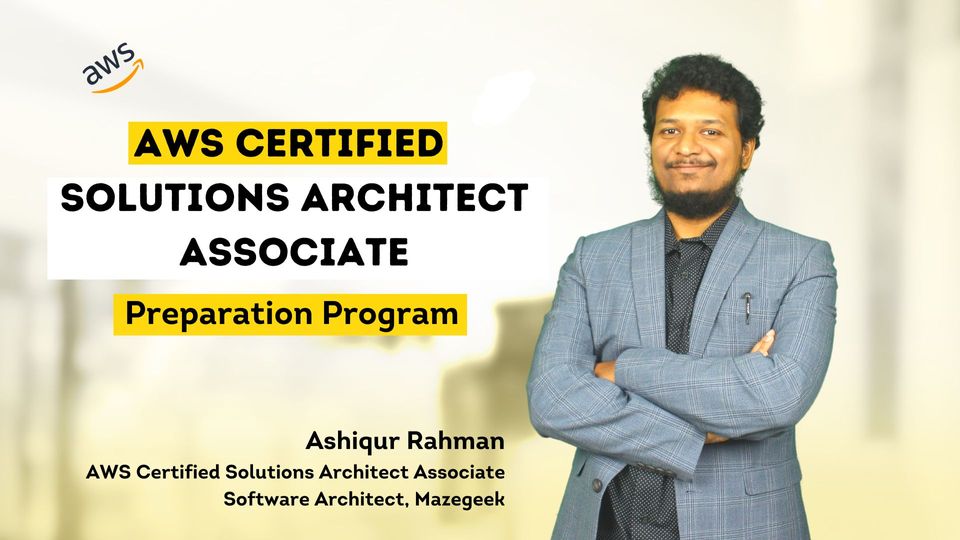 aws
AWS CERTIFIED
SOLUTIONS ARCHITECT
ASSOCIATE
Preparation Program
Ashiqur Rahman
AWS Certified Solutions Architect Associate
Software Architect, Mazegeek